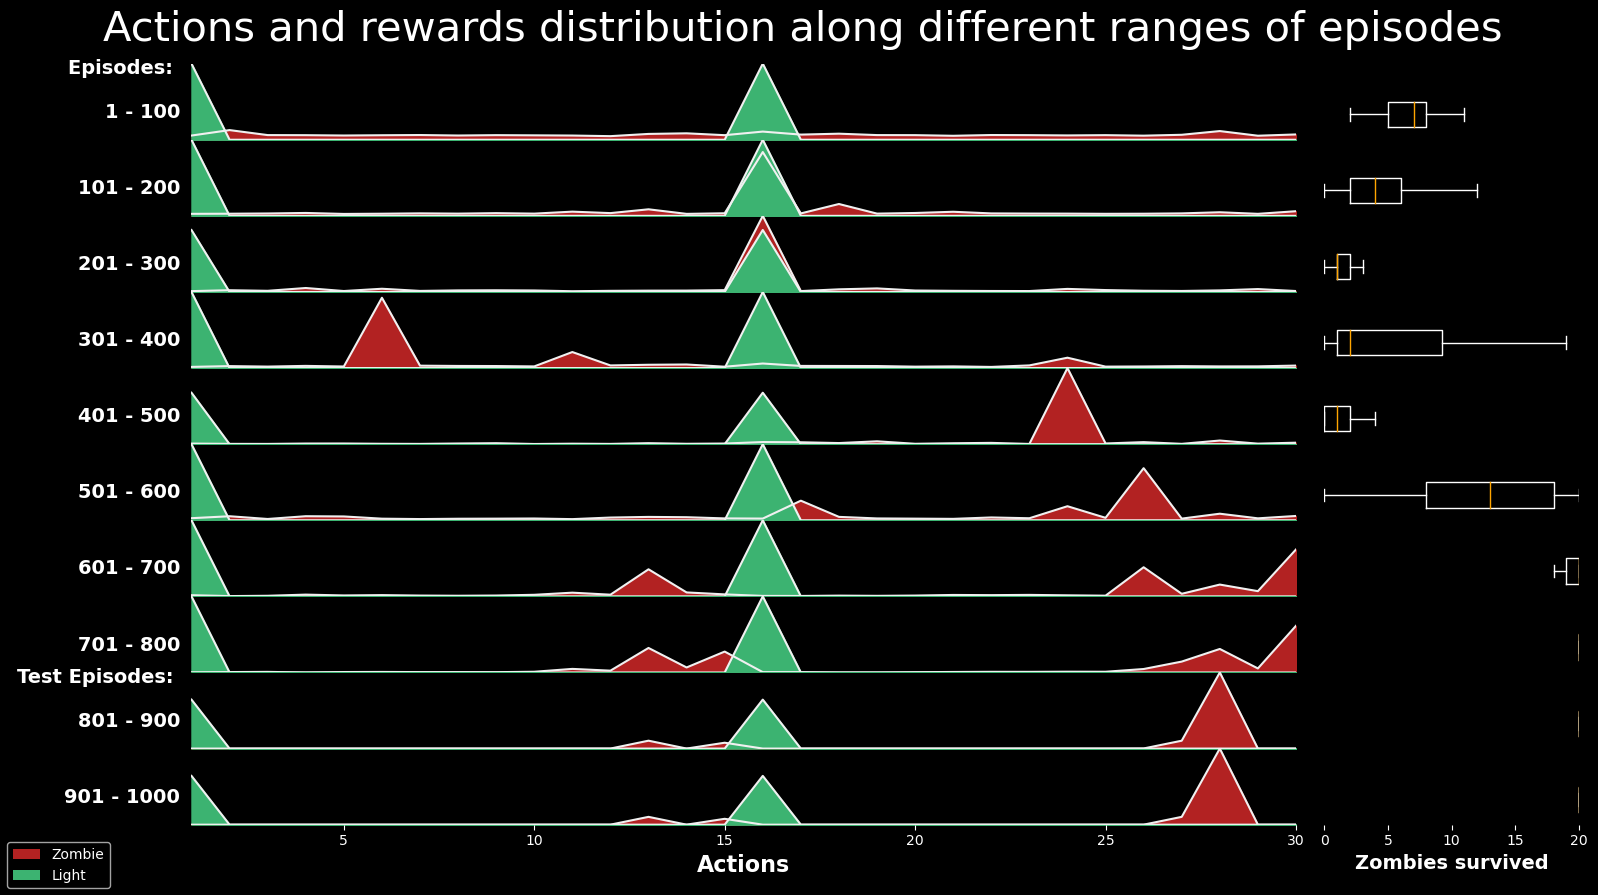 Actions and rewards distribution along different ranges of episodes
Episodes:
1 - 100
101 - 200
201 - 300
301 - 400
401 - 500
501 - 600
601 - 700
701 - 800
Test Episodes:
801 - 900
901 - 1000
5 10 15 20 25 30
0 5 10 15 20
Actions
Zombies survived
Zombie
Light